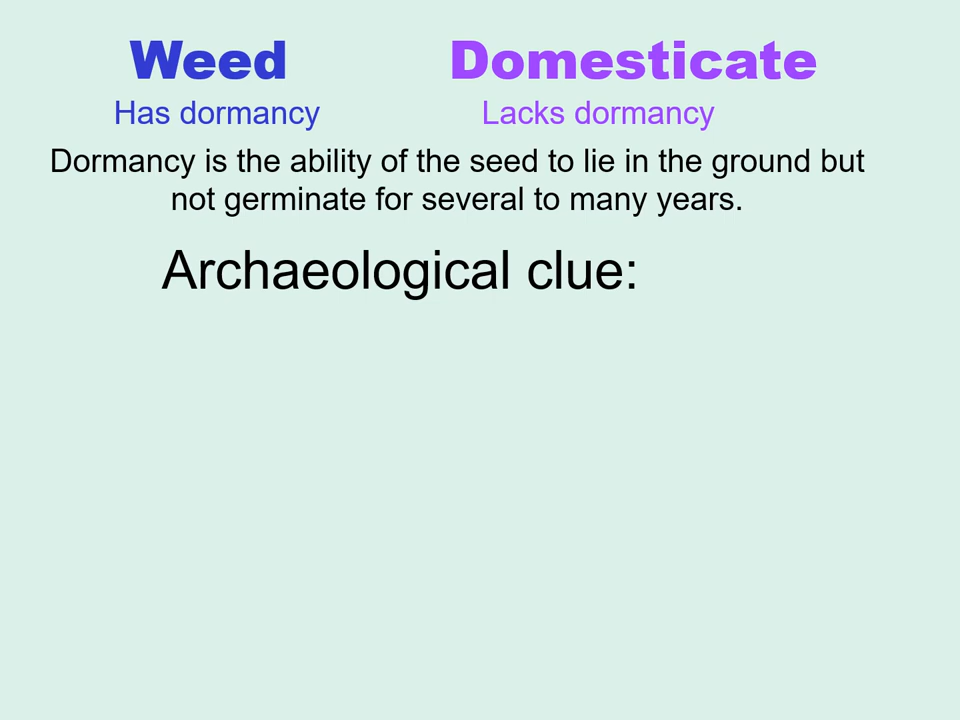 Weed Domesticate
Has dormancy Lacks dormancy
Dormancy is the ability of the seed to lie in the ground but
not germinate for several to many years.
Archaeological clue: